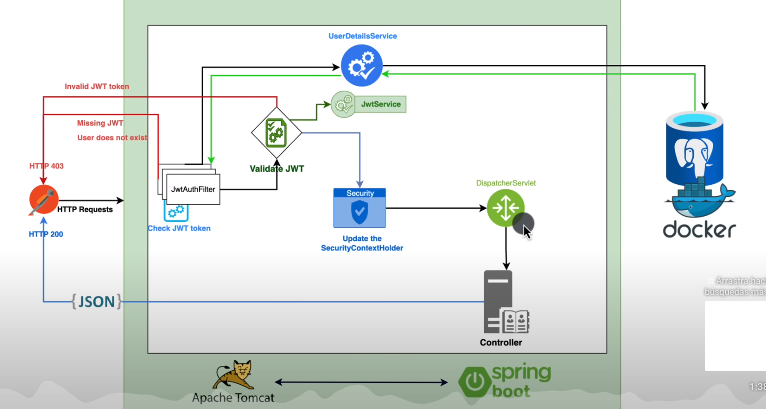 UserDetailsService
Invalid JWT token
JwtService
Missing JWT
User does not exist
Validate JWT
HTTP 403
JwtAuthFilter
Security
DispatcherServlet
HTTP Requests
Check JWT token
docker
HTTP 200
Update the
SecurityContextHolder
{JSON}
Arrastra hac
búsquedas más
Controller
Apache Tomcat
spring
boot
1:38